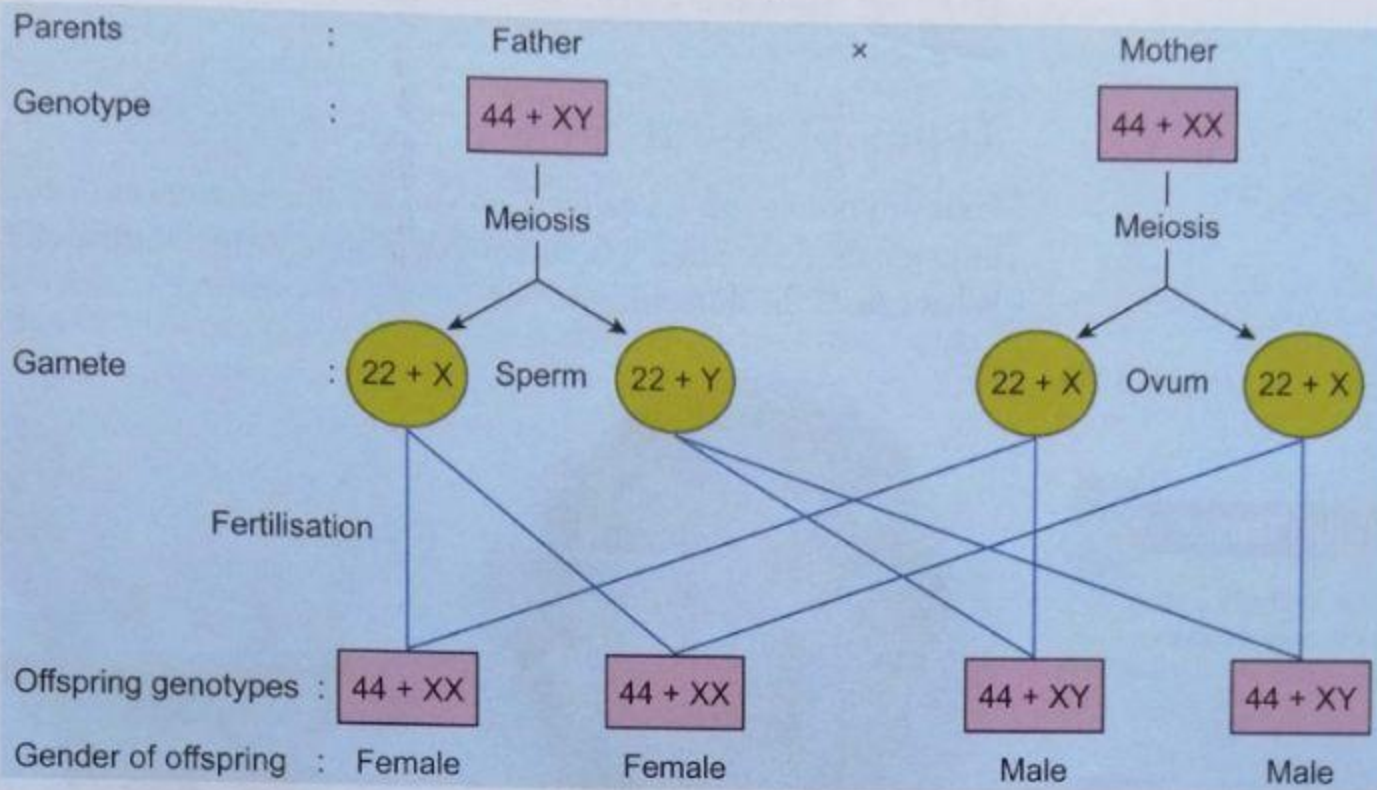 Parents : Father × Mother
Genotype : 44 + XY 44 + XX
Meiosis Meiosis
Gamete : 22 + X Sperm 22 + Y 22 + X Ovum 22 + X
Fertilisation
Offspring genotypes : 44 + XX 44 + XX 44 + XY 44 + XY
Gender of offspring : Female Female Male Male